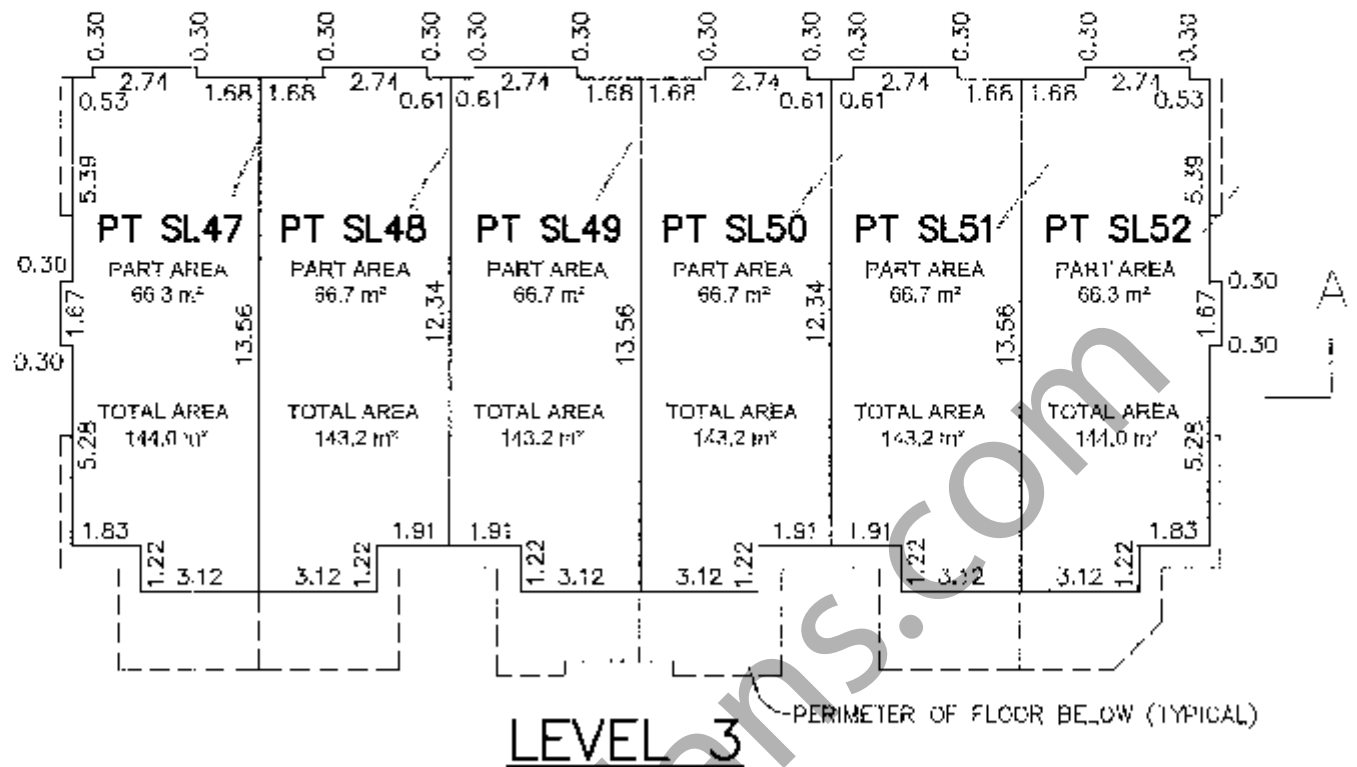 0.30 0.30 0.30 0.30 0.30 0.30 0.30 0.30 0.30 0.30 0.30 0.30
2.74 2.74 2.74 2.74 2.74 2.74
0.53 1.68 1.68 0.61 0.61 1.68 1.68 0.61 0.61 1.68 1.68 0.53
5.39 5.39
PT SL47 PT SL48 PT SL49 PT SL50 PT SL51 PT SL52
PART AREA PART AREA PART AREA PART AREA PART AREA PART AREA
66.3 m² 66.7 m² 66.7 m² 66.7 m² 66.7 m² 66.3 m²
0.30 0.30
1.67 13.56 12.34 13.56 12.34 13.56 1.67
A
0.30 0.30
TOTAL AREA TOTAL AREA TOTAL AREA TOTAL AREA TOTAL AREA TOTAL AREA
144.0 m² 143.2 m² 143.2 m² 143.2 m² 143.2 m² 144.0 m²
5.28 5.28
1.83 1.91 1.91 1.91 1.91 1.83
1.22 1.22 1.22 1.22 1.22 1.22
3.12 3.12 3.12 3.12 3.12 3.12
PERIMETER OF FLOOR BELOW (TYPICAL)
LEVEL 3
ans.com